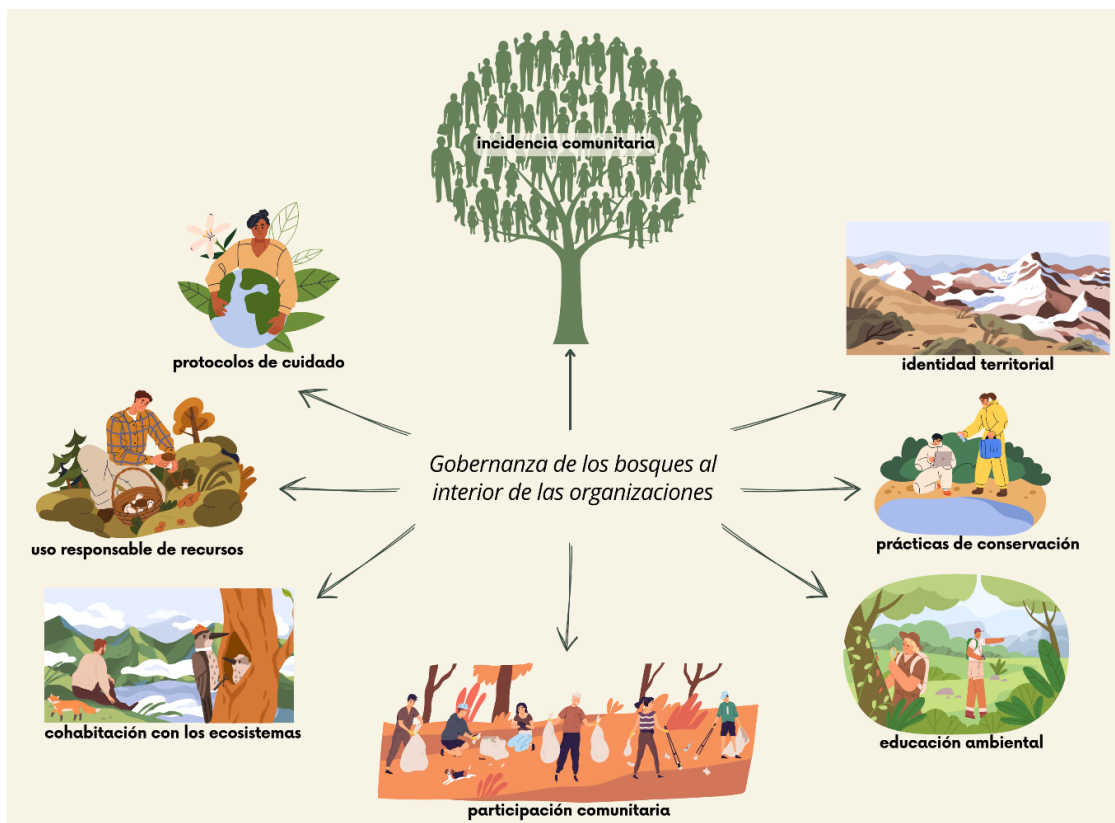 incidencia comunitaria
protocolos de cuidado
identidad territorial
Gobernanza de los bosques al
interior de las organizaciones
uso responsable de recursos
prácticas de conservación
cohabitación con los ecosistemas
educación ambiental
participación comunitaria